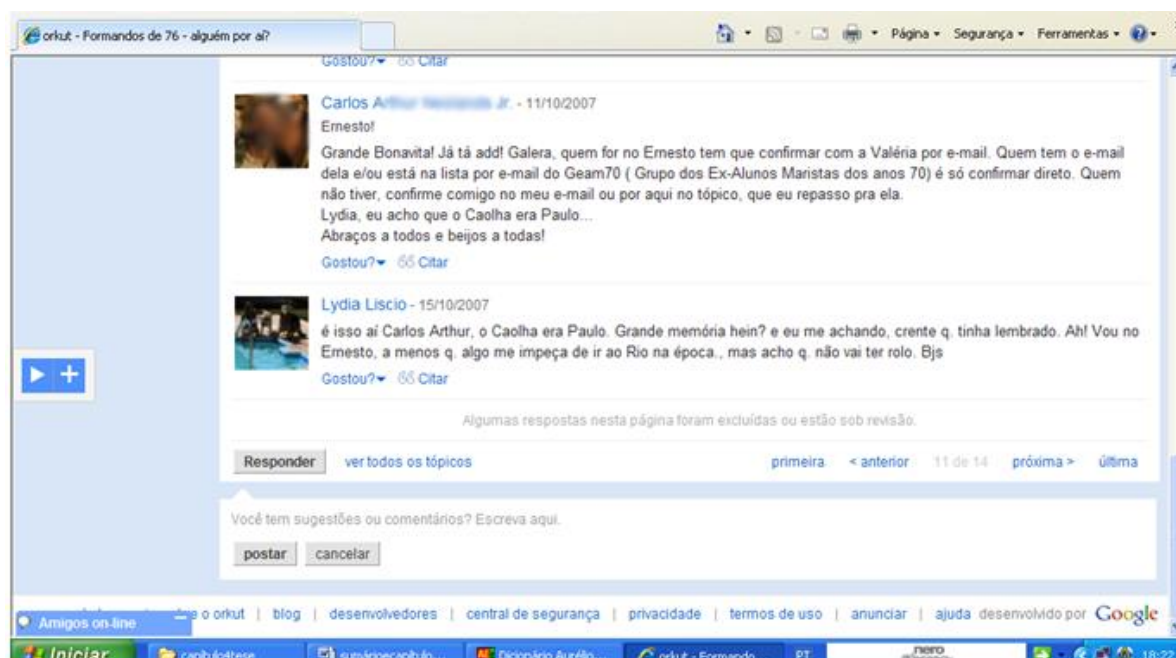 orkut - Formandos de 76 - alguém por aí?
Página Segurança Ferramentas
Gostou? Citar
Carlos Jr. - 11/10/2007
Ernesto!
Grande Bonavita! Já tá add! Galera, quem for no Ernesto tem que confirmar com a Valéria por e-mail. Quem tem o e-mail
dela e/ou está na lista por e-mail do Geam70 ( Grupo dos Ex-Alunos Maristas dos anos 70) é só confirmar direto. Quem
não tiver, confirme comigo no meu e-mail ou por aqui no tópico, que eu repasso pra ela.
Lydia, eu acho que o Caolha era Paulo...
Abraços a todos e beijos a todas!
Gostou? Citar
Lydia Liscio - 15/10/2007
é isso aí Carlos Arthur, o Caolha era Paulo. Grande memória hein? e eu me achando, crente q. tinha lembrado. Ah! Vou no
Ernesto, a menos q. algo me impeça de ir ao Rio na época., mas acho q. não vai ter rolo. Bjs
Gostou? Citar
Algumas respostas nesta página foram excluídas ou estão sob revisão.
Responder ver todos os tópicos primeira < anterior 11 de 14 próxima > última
Você tem sugestões ou comentários? Escreva aqui.
postar cancelar
o orkut | blog | desenvolvedores | central de segurança | privacidade | termos de uso | anunciar | ajuda desenvolvido por Google
Amigos on-line
Iniciar capitulo4tese sumárioecapítulo... Dicionário Aurélio... orkut - Formando... PT nero 18:22